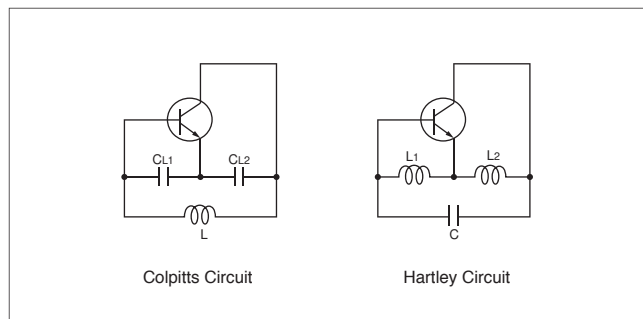 CL1 CL2
L
Colpitts Circuit
L1 L2
C
Hartley Circuit